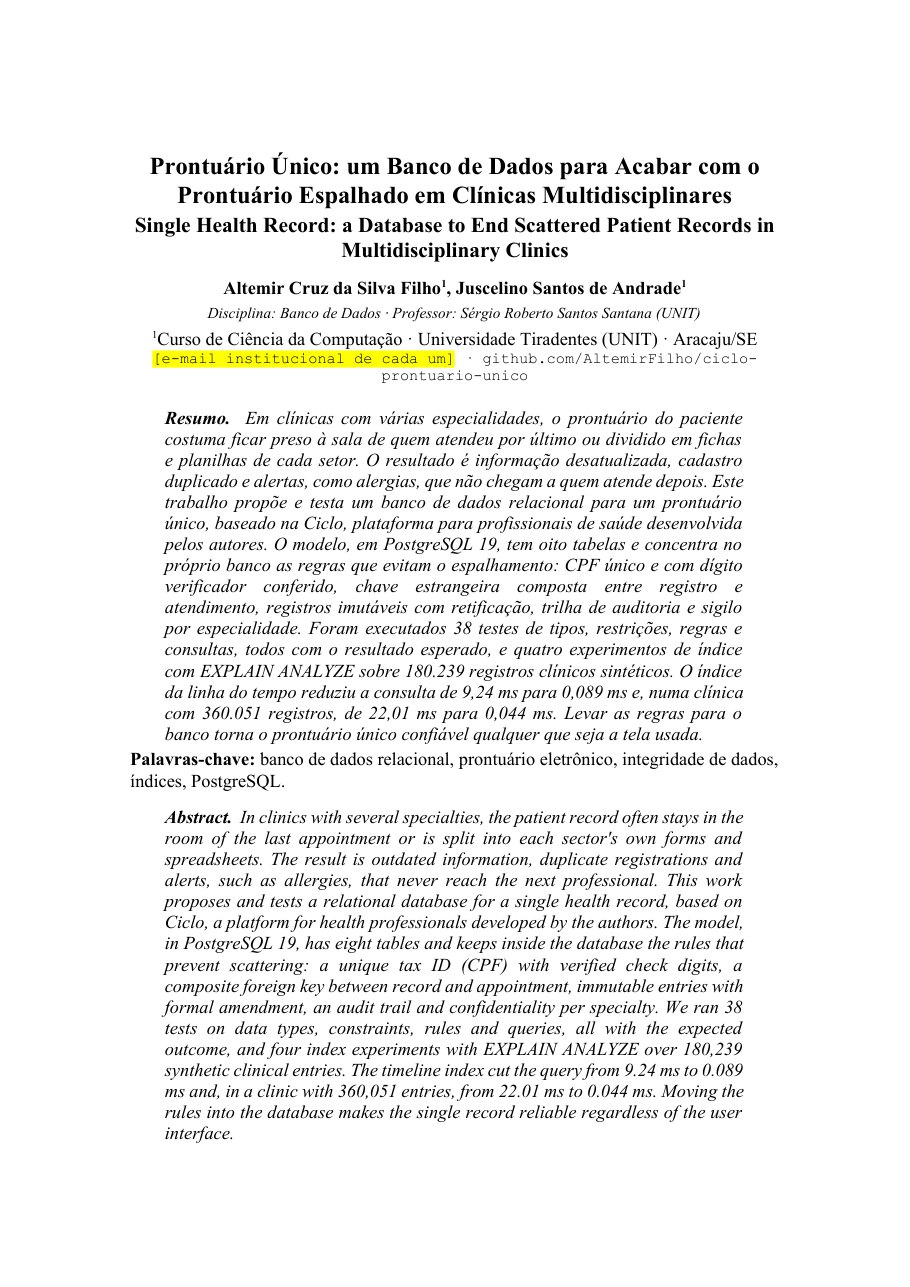 Prontuário Único: um Banco de Dados para Acabar com o
Prontuário Espalhado em Clínicas Multidisciplinares
Single Health Record: a Database to End Scattered Patient Records in
Multidisciplinary Clinics
Altemir Cruz da Silva Filho¹, Juscelino Santos de Andrade¹
Disciplina: Banco de Dados · Professor: Sérgio Roberto Santos Santana (UNIT)
¹Curso de Ciência da Computação · Universidade Tiradentes (UNIT) · Aracaju/SE
[e-mail institucional de cada um] · github.com/AltemirFilho/ciclo-
prontuario-unico
Resumo. Em clínicas com várias especialidades, o prontuário do paciente
costuma ficar preso à sala de quem atendeu por último ou dividido em fichas
e planilhas de cada setor. O resultado é informação desatualizada, cadastro
duplicado e alertas, como alergias, que não chegam a quem atende depois. Este
trabalho propõe e testa um banco de dados relacional para um prontuário
único, baseado na Ciclo, plataforma para profissionais de saúde desenvolvida
pelos autores. O modelo, em PostgreSQL 19, tem oito tabelas e concentra no
próprio banco as regras que evitam o espalhamento: CPF único e com dígito
verificador conferido, chave estrangeira composta entre registro e
atendimento, registros imutáveis com retificação, trilha de auditoria e sigilo
por especialidade. Foram executados 38 testes de tipos, restrições, regras e
consultas, todos com o resultado esperado, e quatro experimentos de índice
com EXPLAIN ANALYZE sobre 180.239 registros clínicos sintéticos. O índice
da linha do tempo reduziu a consulta de 9,24 ms para 0,089 ms e, numa clínica
com 360.051 registros, de 22,01 ms para 0,044 ms. Levar as regras para o
banco torna o prontuário único confiável qualquer que seja a tela usada.
Palavras-chave: banco de dados relacional, prontuário eletrônico, integridade de dados,
índices, PostgreSQL.
Abstract. In clinics with several specialties, the patient record often stays in the
room of the last appointment or is split into each sector's own forms and
spreadsheets. The result is outdated information, duplicate registrations and
alerts, such as allergies, that never reach the next professional. This work
proposes and tests a relational database for a single health record, based on
Ciclo, a platform for health professionals developed by the authors. The model,
in PostgreSQL 19, has eight tables and keeps inside the database the rules that
prevent scattering: a unique tax ID (CPF) with verified check digits, a
composite foreign key between record and appointment, immutable entries with
formal amendment, an audit trail and confidentiality per specialty. We ran 38
tests on data types, constraints, rules and queries, all with the expected
outcome, and four index experiments with EXPLAIN ANALYZE over 180,239
synthetic clinical entries. The timeline index cut the query from 9.24 ms to 0.089
ms and, in a clinic with 360,051 entries, from 22.01 ms to 0.044 ms. Moving the
rules into the database makes the single record reliable regardless of the user
interface.